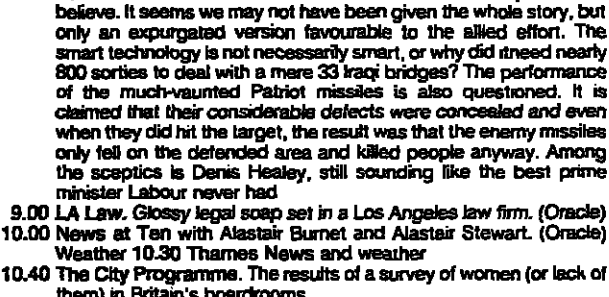 believe. It seems we may not have been given the whole story, but
only an expurgated version favourable to the allied effort. The
smart technology is not necessarily smart, or why did itneed nearly
800 sorties to deal with a mere 33 Iraqi bridges? The performance
of the much-vaunted Patriot missiles is also questioned. It is
claimed that their considerable defects were concealed and even
when they did hit the target, the result was that the enemy missiles
only fell on the defended area and killed people anyway. Among
the sceptics is Denis Healey, still sounding like the best prime
minister Labour never had
9.00 LA Law. Glossy legal soap set in a Los Angeles law firm. (Oracle)
10.00 News at Ten with Alastair Burnet and Alastair Stewart. (Oracle)
Weather 10.30 Thames News and weather
10.40 The City Programme. The results of a survey of women (or lack of
them) in Britain's boardrooms